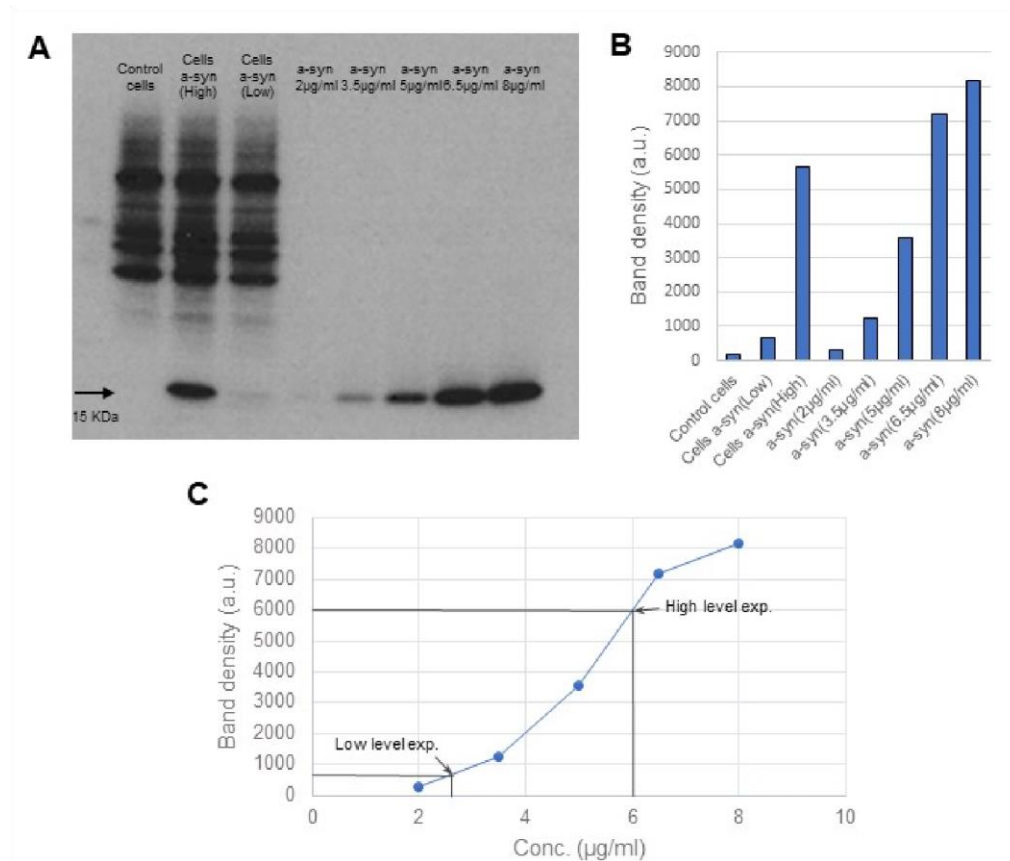 A
Control
cells
Cells
a-syn
(High)
Cells
a-syn
(Low)
a-syn
2µg/ml
a-syn
3.5µg/ml
a-syn
5µg/ml
a-syn
6.5µg/ml
a-syn
8µg/ml
15 KDa
B
Band density (a.u.)
9000
8000
7000
6000
5000
4000
3000
2000
1000
0
Control cells
Cells a-syn(Low)
Cells a-syn(High)
a-syn(2µg/ml)
a-syn(3.5µg/ml)
a-syn(5µg/ml)
a-syn(6.5µg/ml)
a-syn(8µg/ml)
C
Band density (a.u.)
9000
8000
7000
6000
5000
4000
3000
2000
1000
0
High level exp.
Low level exp.
0 2 4 6 8 10
Conc. (µg/ml)